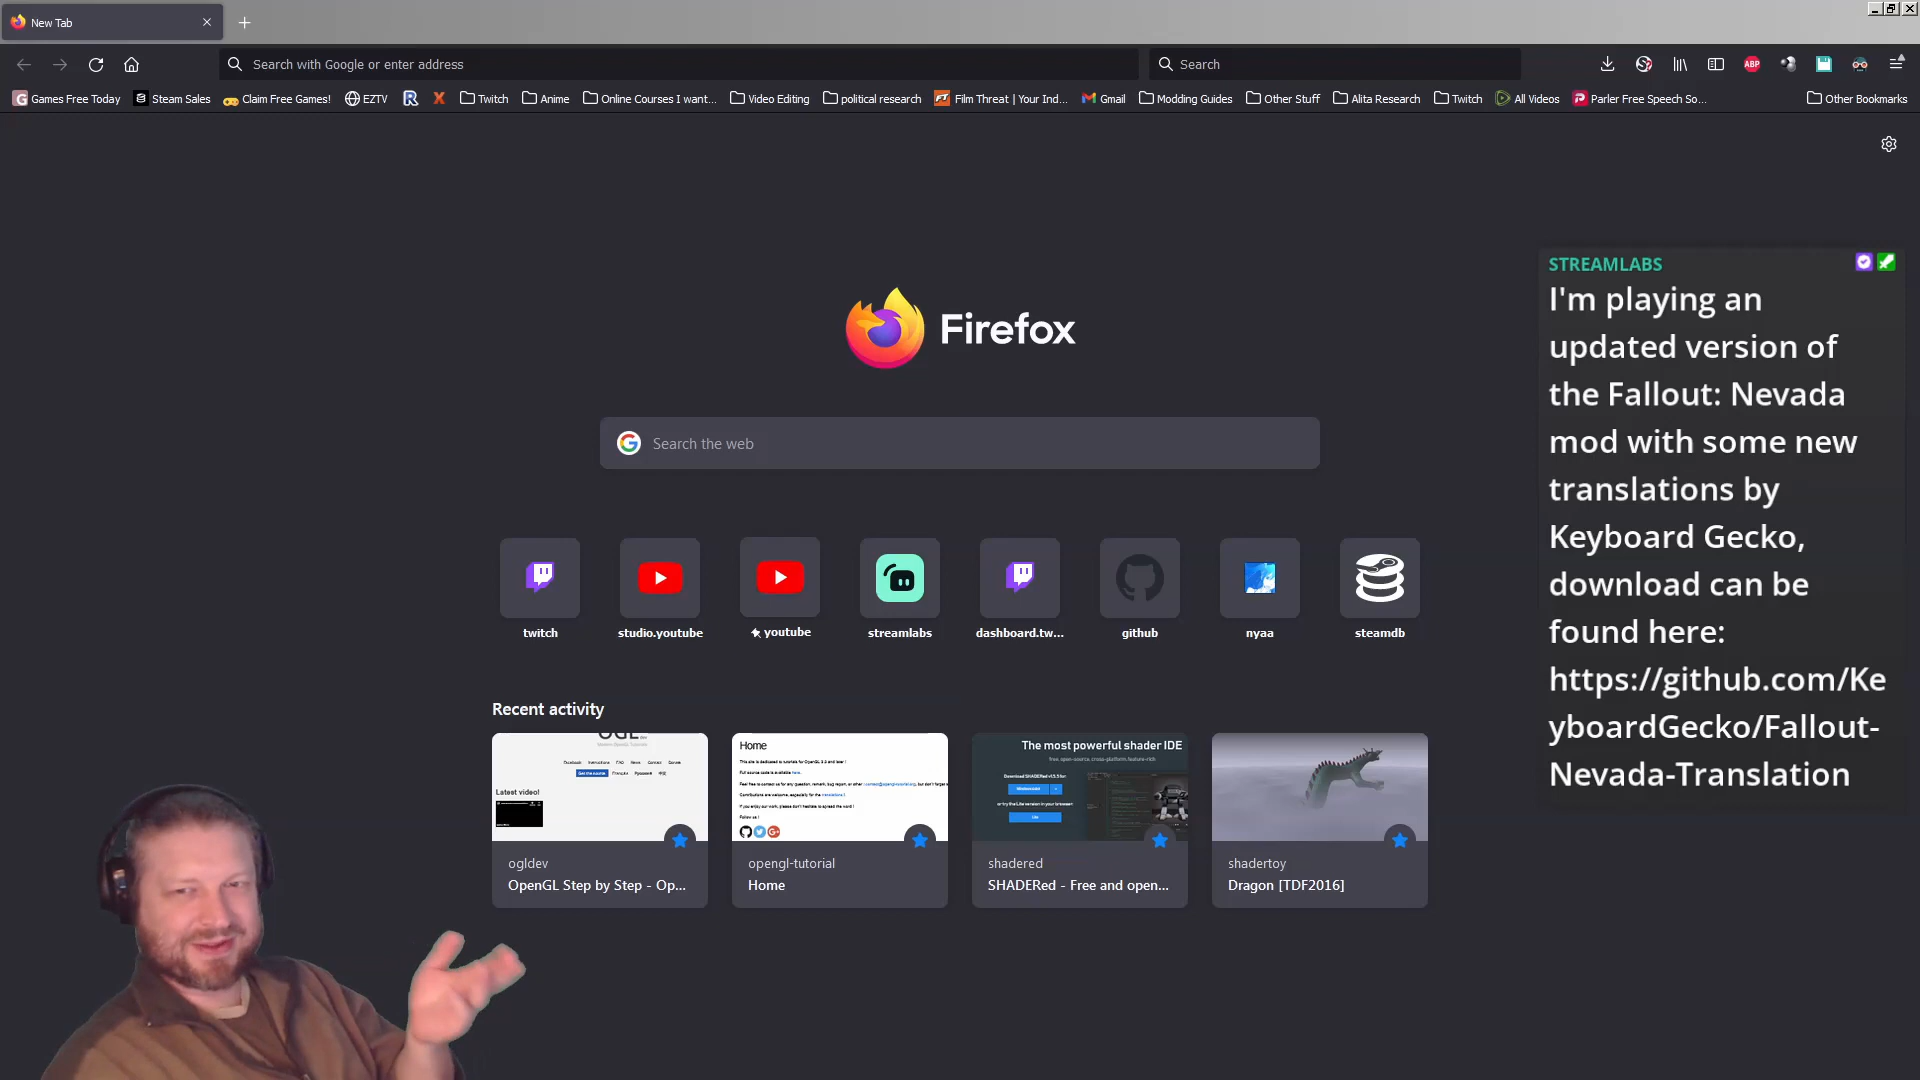 New Tab
Search with Google or enter address
Search
ABP
Games Free Today
Steam Sales
Claim Free Games!
EZTV
Twitch
Anime
Online Courses I want...
Video Editing
political research
Film Threat | Your Ind...
Gmail
Modding Guides
Other Stuff
Alita Research
Twitch
All Videos
Parler Free Speech So...
Other Bookmarks
Firefox
Search the web
twitch
studio.youtube
youtube
streamlabs
dashboard.tw...
github
nyaa
steamdb
Recent activity
Latest video!
Home
The most powerful shader IDE
ogldev
OpenGL Step by Step - Op...
opengl-tutorial
Home
shadered
SHADERed - Free and open...
shadertoy
Dragon [TDF2016]
STREAMLABS
I'm playing an
updated version of
the Fallout: Nevada
mod with some new
translations by
Keyboard Gecko,
download can be
found here:
https://github.com/Ke
yboardGecko/Fallout-
Nevada-Translation